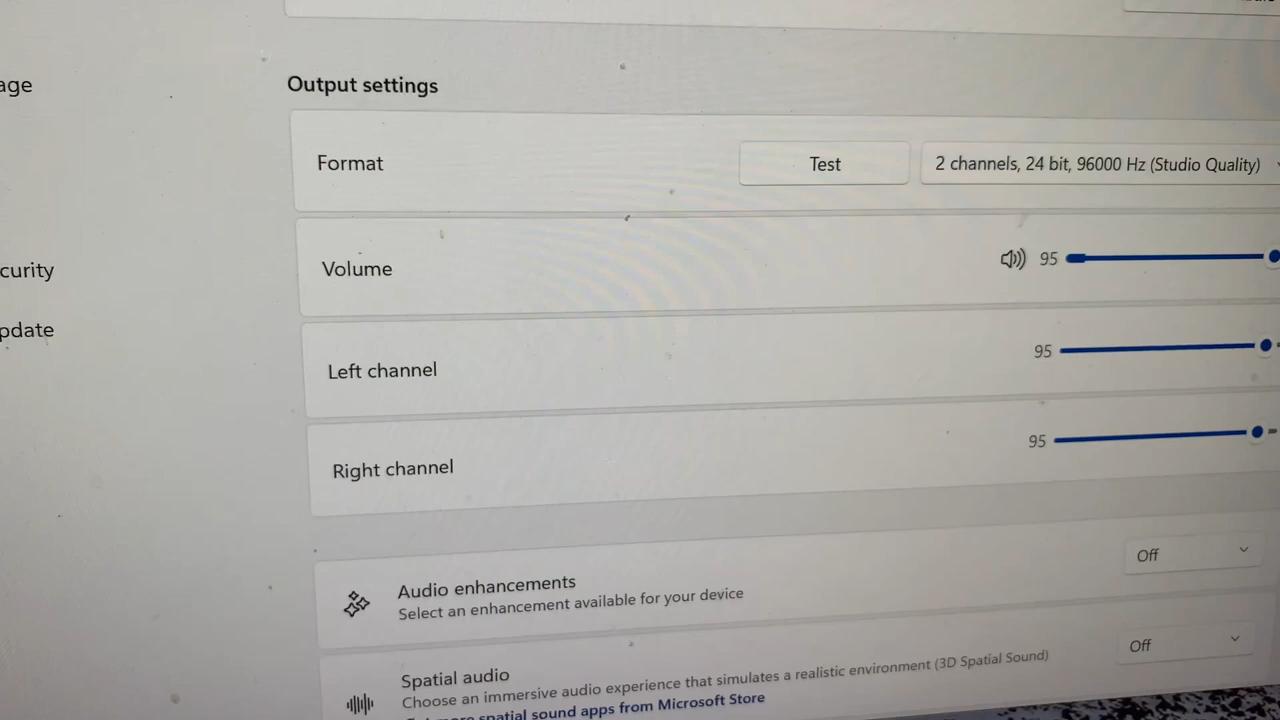 age
Output settings
Format
Test
2 channels, 24 bit, 96000 Hz (Studio Quality)
Volume
95
curity
pdate
Left channel
95
Right channel
95
Audio enhancements
Select an enhancement available for your device
Off
Spatial audio
Choose an immersive audio experience that simulates a realistic environment (3D Spatial Sound)
more spatial sound apps from Microsoft Store
Off